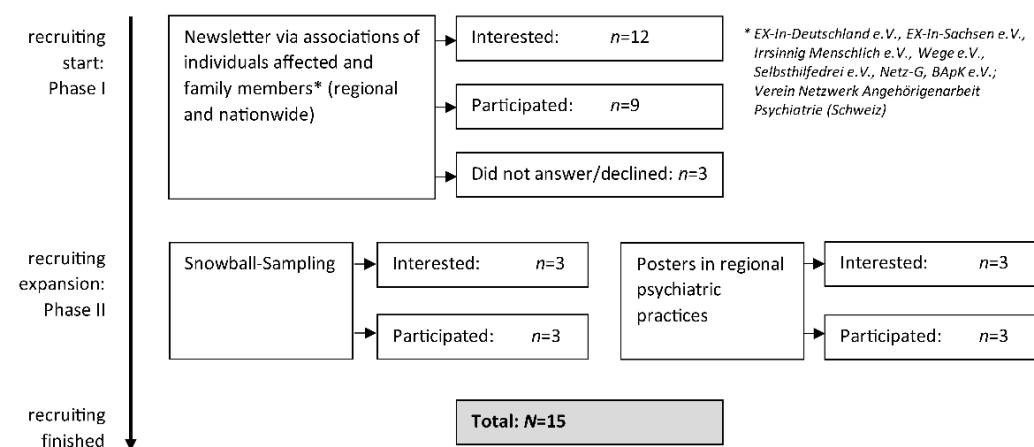 recruiting
start:
Phase I
Newsletter via associations of
individuals affected and
family members* (regional
and nationwide)
Interested: n=12
Participated: n=9
Did not answer/declined: n=3
* EX-In-Deutschland e.V., EX-In-Sachsen e.V.,
Irrsinnig Menschlich e.V., Wege e.V.,
Selbsthilfedrei e.V., Netz-G, BApK e.V.;
Verein Netzwerk Angehörigenarbeit
Psychiatrie (Schweiz)
recruiting
expansion:
Phase II
Snowball-Sampling
Interested: n=3
Participated: n=3
Posters in regional
psychiatric
practices
Interested: n=3
Participated: n=3
recruiting
finished
Total: N=15